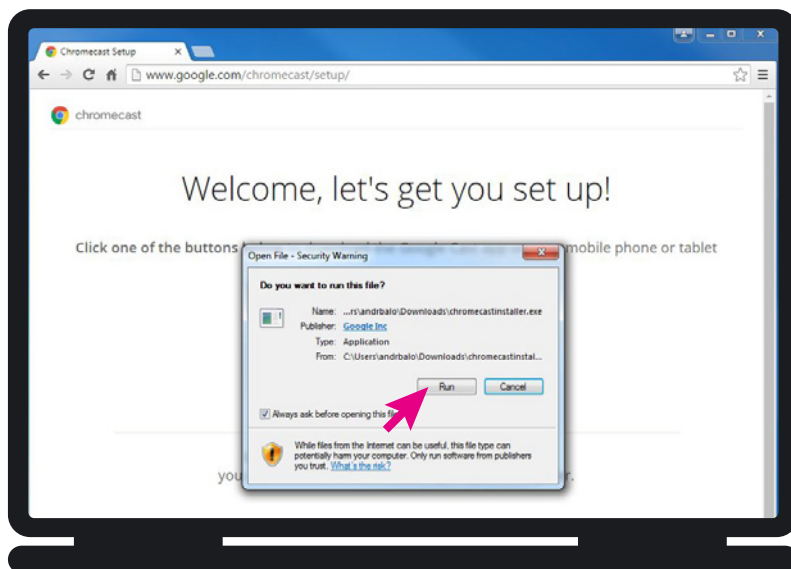 Chromecast Setup
www.google.com/chromecast/setup/
chromecast
Welcome, let's get you set up!
Click one of the buttons mobile phone or tablet
Open File - Security Warning
Do you want to run this file?
Name: ...rs\andrbalo\Downloads\chromecastinstaller.exe
Publisher: Google Inc
Type: Application
From: C:\Users\andrbalo\Downloads\chromecastinstal...
Run Cancel
Always ask before opening this
While files from the Internet can be useful, this file type can
potentially harm your computer. Only run software from publishers
you trust. What's the risk?